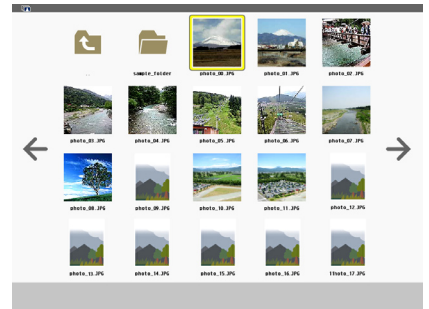 ..
sample_folder
photo_00.JPG
photo_01.JPG
photo_02.JPG
photo_03.JPG
photo_04.JPG
photo_05.JPG
photo_06.JPG
photo_07.JPG
photo_08.JPG
photo_09.JPG
photo_10.JPG
photo_11.JPG
photo_12.JPG
photo_13.JPG
photo_14.JPG
photo_15.JPG
photo_16.JPG
11hoto_17.JPG